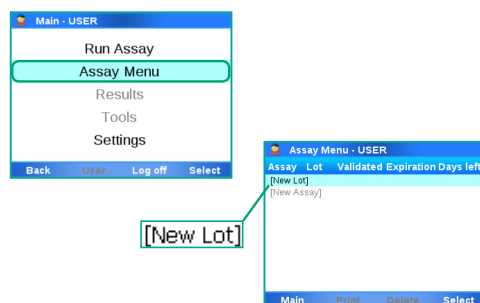 Main - USER
Run Assay
Assay Menu
Results
Tools
Settings
Back User Log off Select
Assay Menu - USER
Assay Lot Validated Expiration Days left
[New Lot]
[New Assay]
[New Lot]
Main Print Delete Select